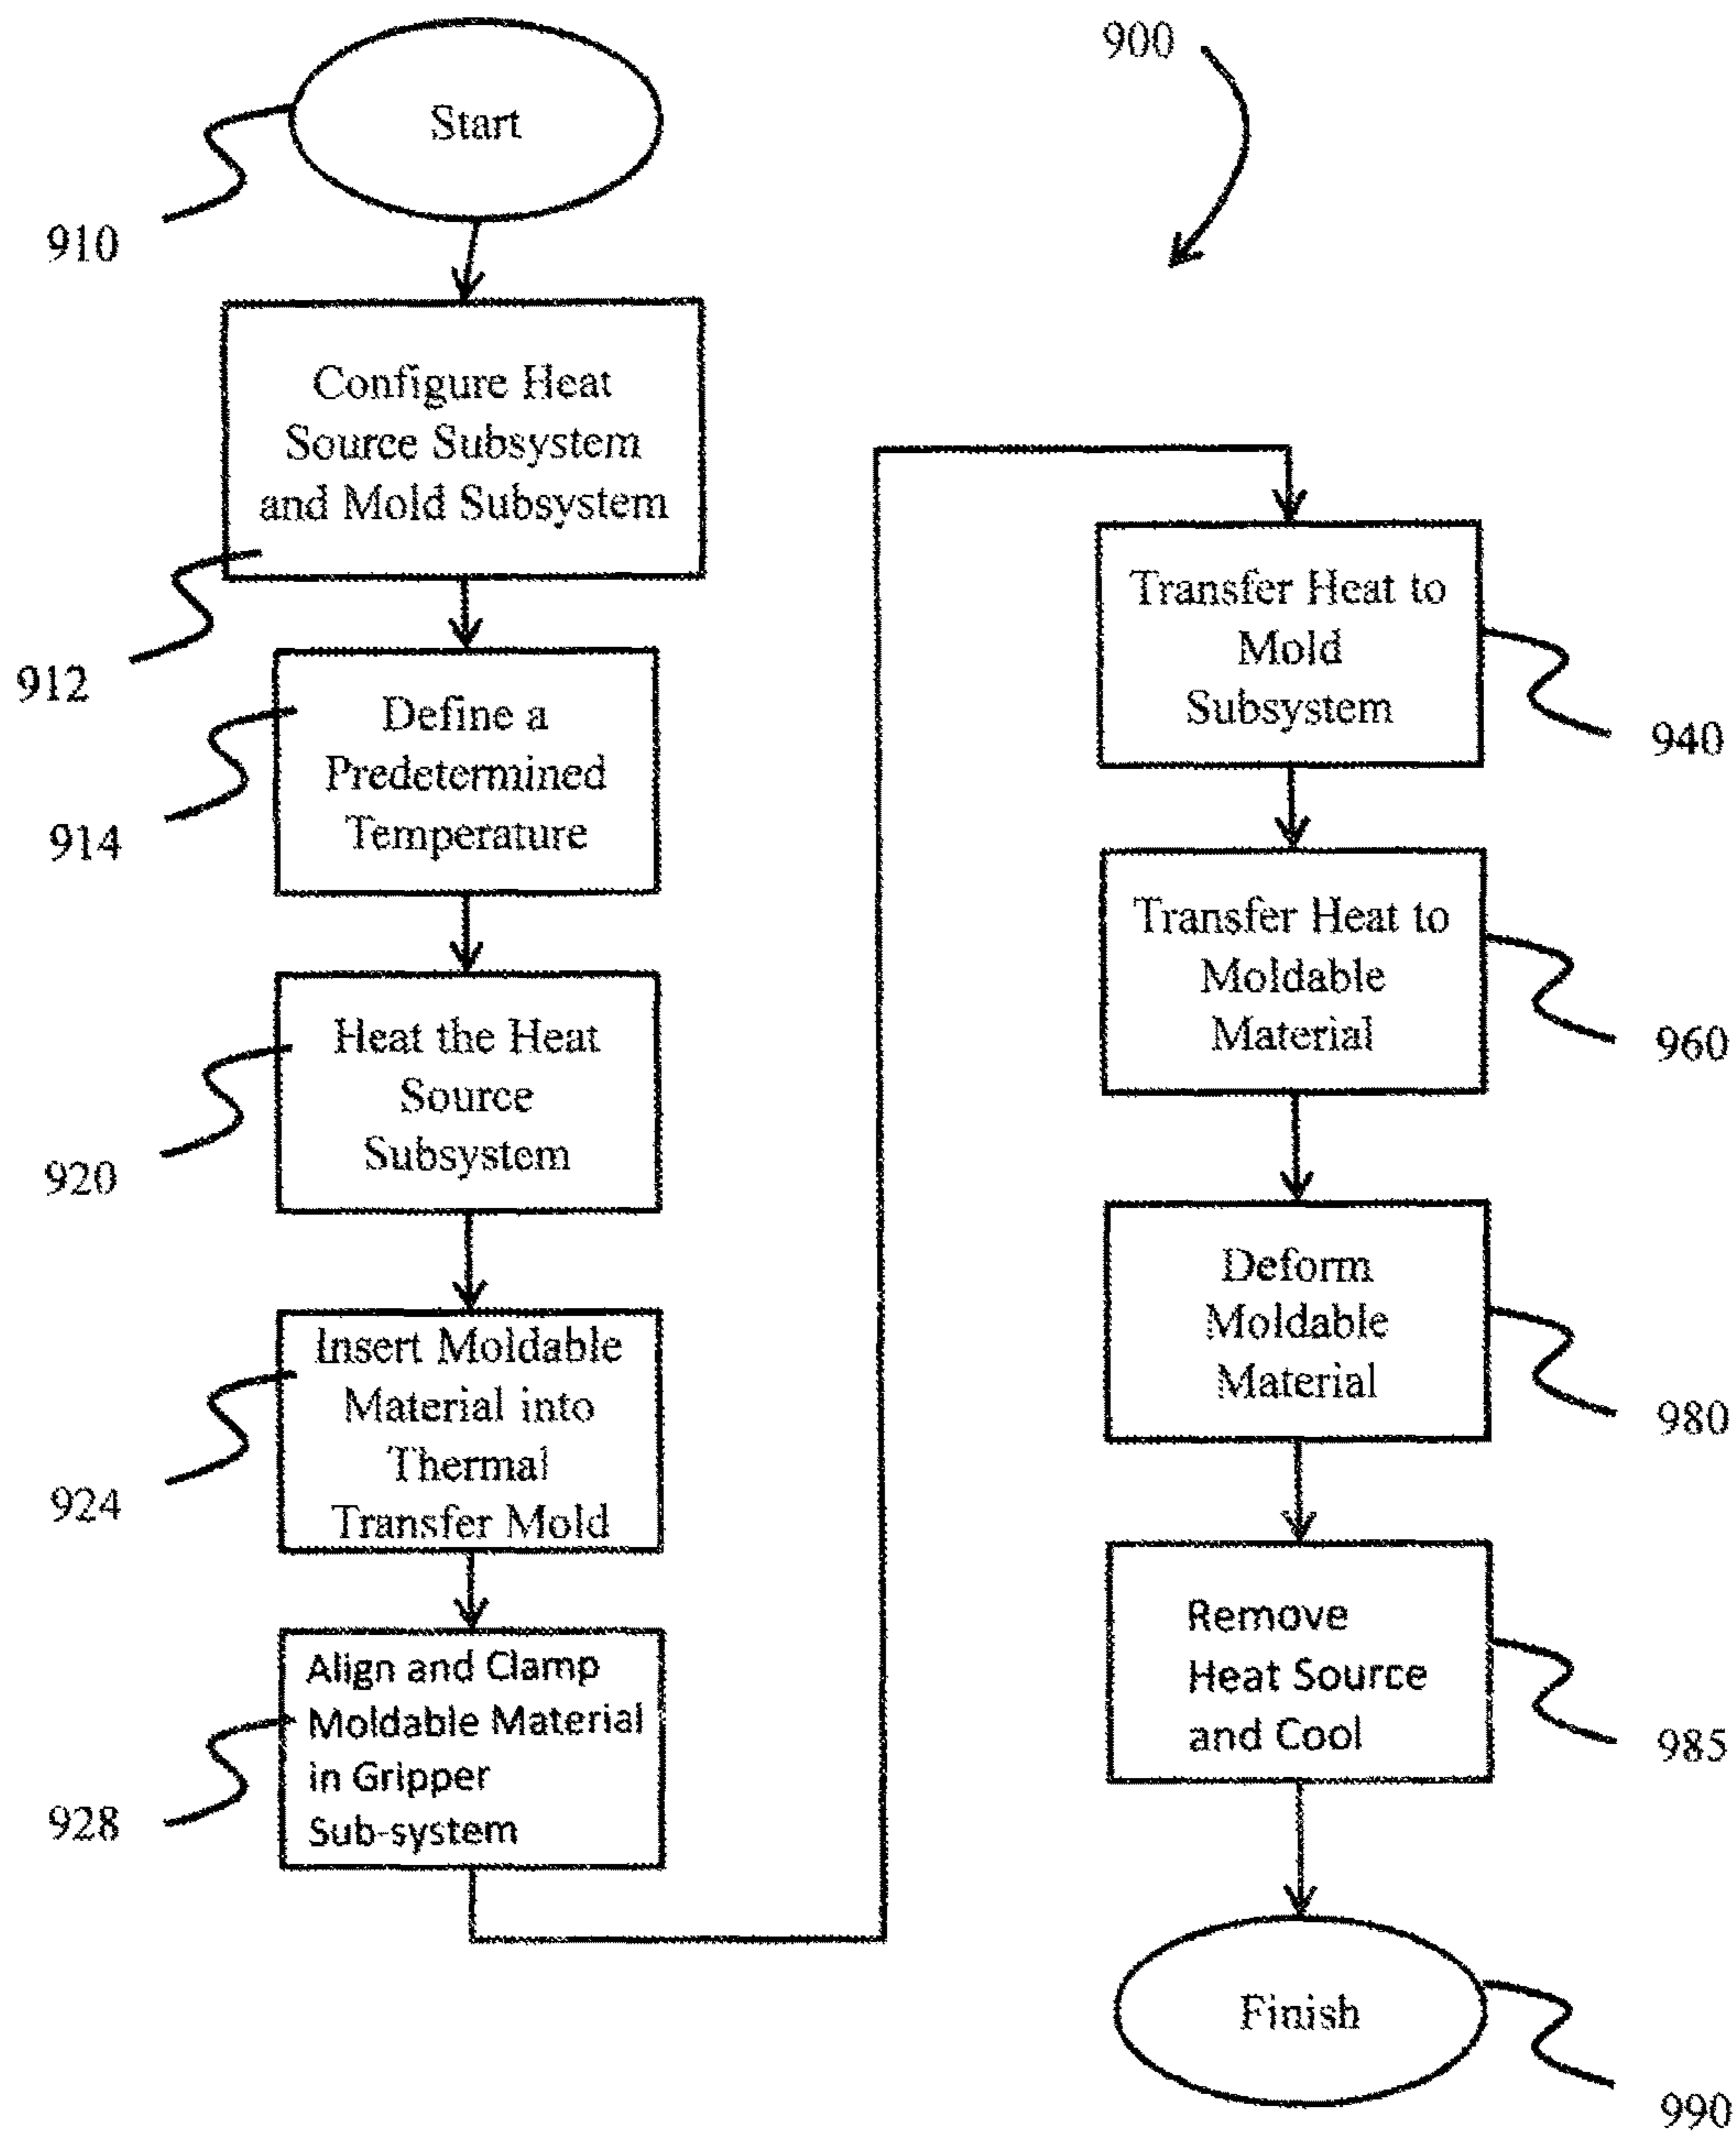 900
Start
910
Configure Heat
Source Subsystem
and Mold Subsystem
912
Define a
Predetermined
Temperature
914
Heat the Heat
Source
Subsystem
920
Insert Moldable
Material into
Thermal
Transfer Mold
924
Align and Clamp
Moldable Material
in Gripper
Sub-system
928
Transfer Heat to
Mold
Subsystem
940
Transfer Heat to
Moldable
Material
960
Deform
Moldable
Material
980
Remove
Heat Source
and Cool
985
Finish
990